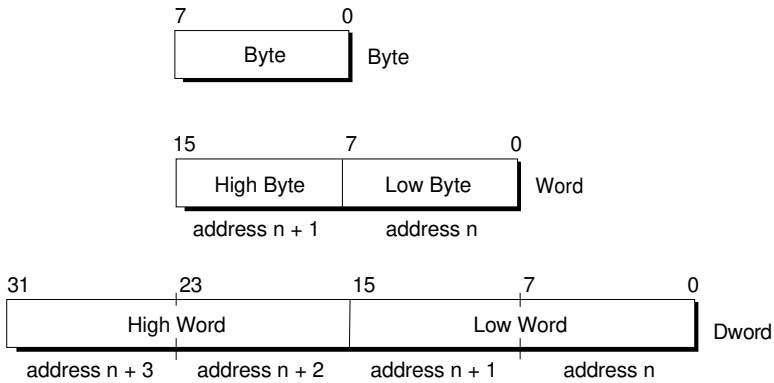 7 0
Byte Byte
15 7 0
High Byte Low Byte Word
address n + 1 address n
31 23 15 7 0
High Word Low Word Dword
address n + 3 address n + 2 address n + 1 address n